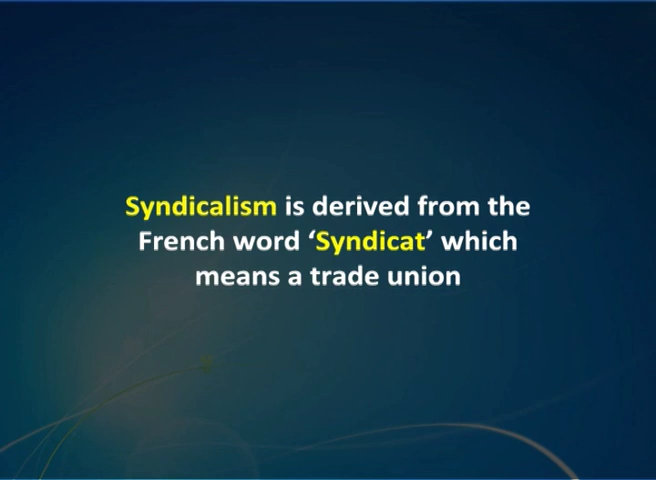 Syndicalism is derived from the
French word ‘Syndicat’ which
means a trade union